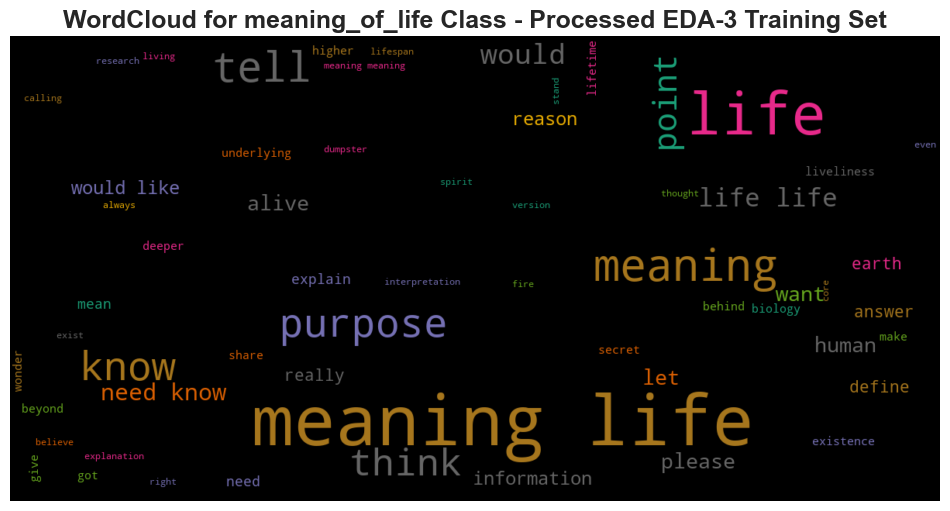 WordCloud for meaning_of_life Class - Processed EDA-3 Training Set
higher
lifespan
living
research
meaning meaning
tell
would
lifetime
stand
calling
point
life
reason
even
underlying
dumpster
liveliness
spirit
would like
thought
life life
always
alive
version
deeper
meaning
earth
explain
interpretation
fire
core
want
mean
behind
biology
answer
purpose
exist
make
human
wonder
know
share
secret
really
let
need know
define
beyond
meaning life
believe
existence
explanation
think
please
give
got
right
need
information